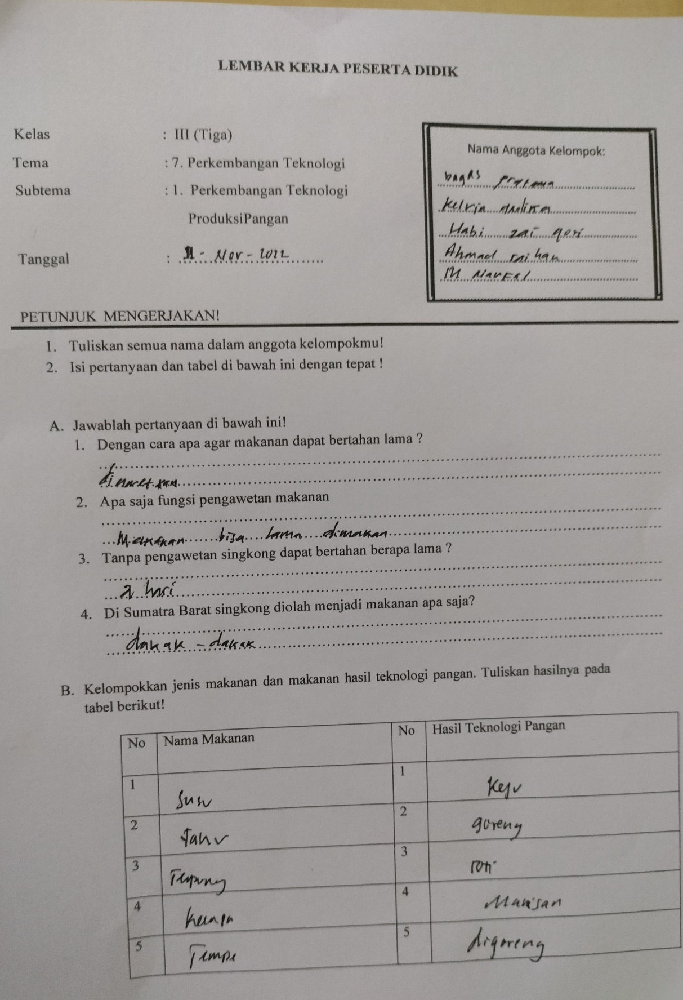 LEMBAR KERJA PESERTA DIDIK
Kelas : III (Tiga)
Tema : 7. Perkembangan Teknologi
Subtema : 1. Perkembangan Teknologi
ProduksiPangan
Tanggal : - Nov - 2022
Nama Anggota Kelompok:
bagas pratama
kelvin
Habi zai qeri
Ahmad raihan
M Marcal
PETUNJUK MENGERJAKAN!
1. Tuliskan semua nama dalam anggota kelompokmu!
2. Isi pertanyaan dan tabel di bawah ini dengan tepat !
A. Jawablah pertanyaan di bawah ini!
1. Dengan cara apa agar makanan dapat bertahan lama ?
2. Apa saja fungsi pengawetan makanan
Makanan bisa lama dimakan
3. Tanpa pengawetan singkong dapat bertahan berapa lama ?
2 hari
4. Di Sumatra Barat singkong diolah menjadi makanan apa saja?
dakak - dakak
B. Kelompokkan jenis makanan dan makanan hasil teknologi pangan. Tuliskan hasilnya pada
tabel berikut!
No Nama Makanan No Hasil Teknologi Pangan
1 Susu 1 Keju
2 tahu 2 goreng
3 Tepung 3 roti
4 kelapa 4 Manisan
5 Tempe 5 digoreng